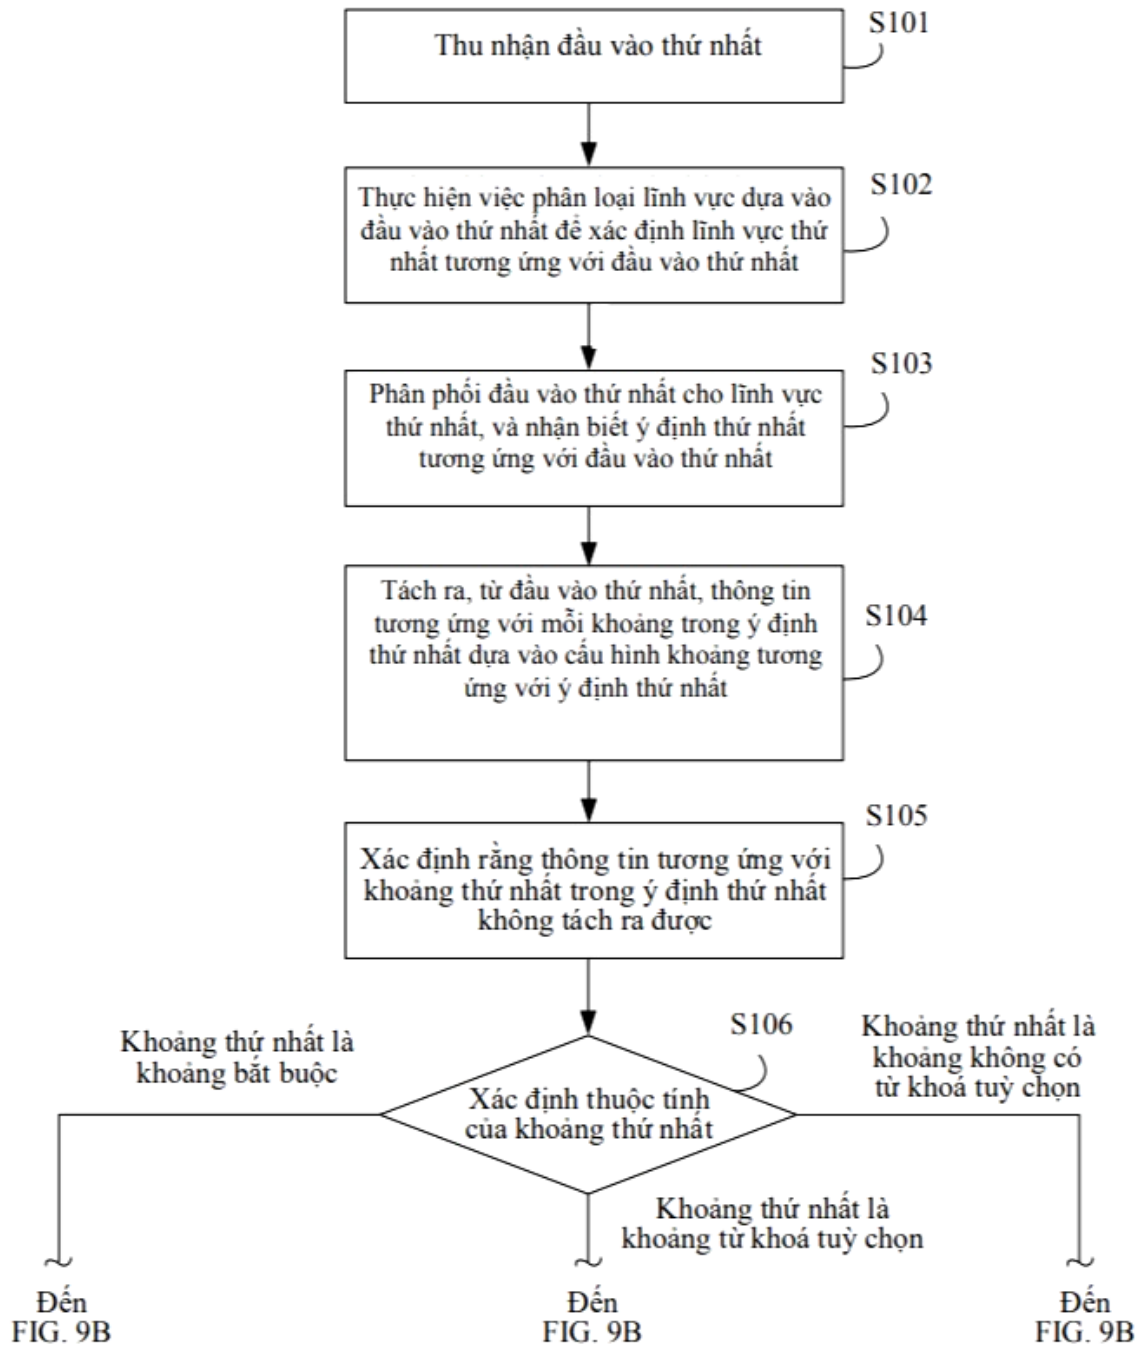 Thu nhận đầu vào thứ nhất
S101
Thực hiện việc phân loại lĩnh vực dựa vào
đầu vào thứ nhất để xác định lĩnh vực thứ
nhất tương ứng với đầu vào thứ nhất
S102
Phân phối đầu vào thứ nhất cho lĩnh vực
thứ nhất, và nhận biết ý định thứ nhất
tương ứng với đầu vào thứ nhất
S103
Tách ra, từ đầu vào thứ nhất, thông tin
tương ứng với mỗi khoảng trong ý định
thứ nhất dựa vào cấu hình khoảng tương
ứng với ý định thứ nhất
S104
Xác định rằng thông tin tương ứng với
khoảng thứ nhất trong ý định thứ nhất
không tách ra được
S105
S106
Xác định thuộc tính
của khoảng thứ nhất
Khoảng thứ nhất là
khoảng bắt buộc
Khoảng thứ nhất là
khoảng từ khoá tuỳ chọn
Khoảng thứ nhất là
khoảng không có
từ khoá tuỳ chọn
Đến
FIG. 9B
Đến
FIG. 9B
Đến
FIG. 9B